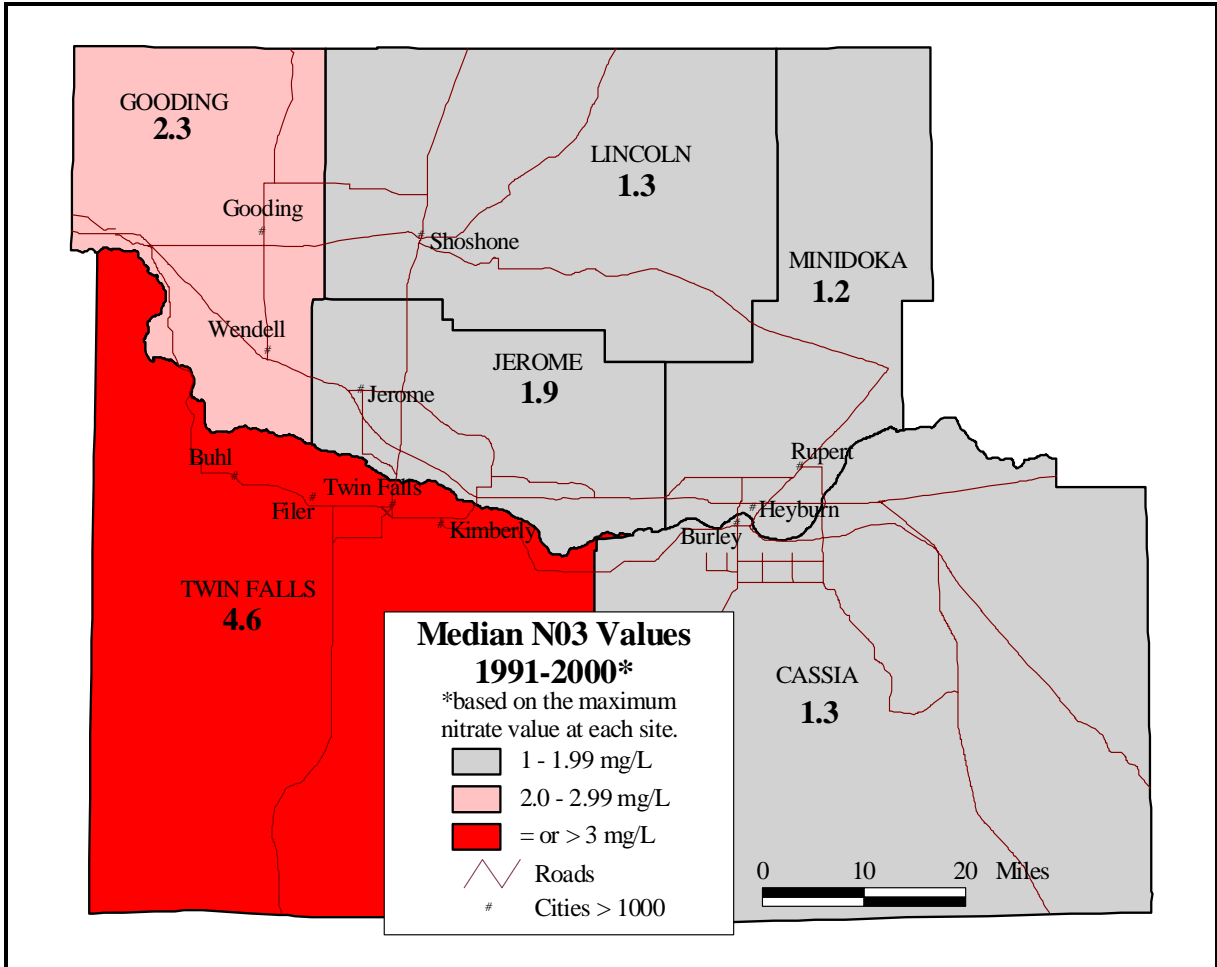 GOODING
2.3
LINCOLN
1.3
Gooding
Shoshone
MINIDOKA
1.2
Wendell
JEROME
1.9
Jerome
Rupert
Buhl
Twin Falls
Filer
Kimberly
Heyburn
Burley
TWIN FALLS
4.6
CASSIA
1.3
Median N03 Values
1991-2000*
*based on the maximum
nitrate value at each site.
1 - 1.99 mg/L
2.0 - 2.99 mg/L
= or > 3 mg/L
Roads
# Cities > 1000
0 10 20 Miles